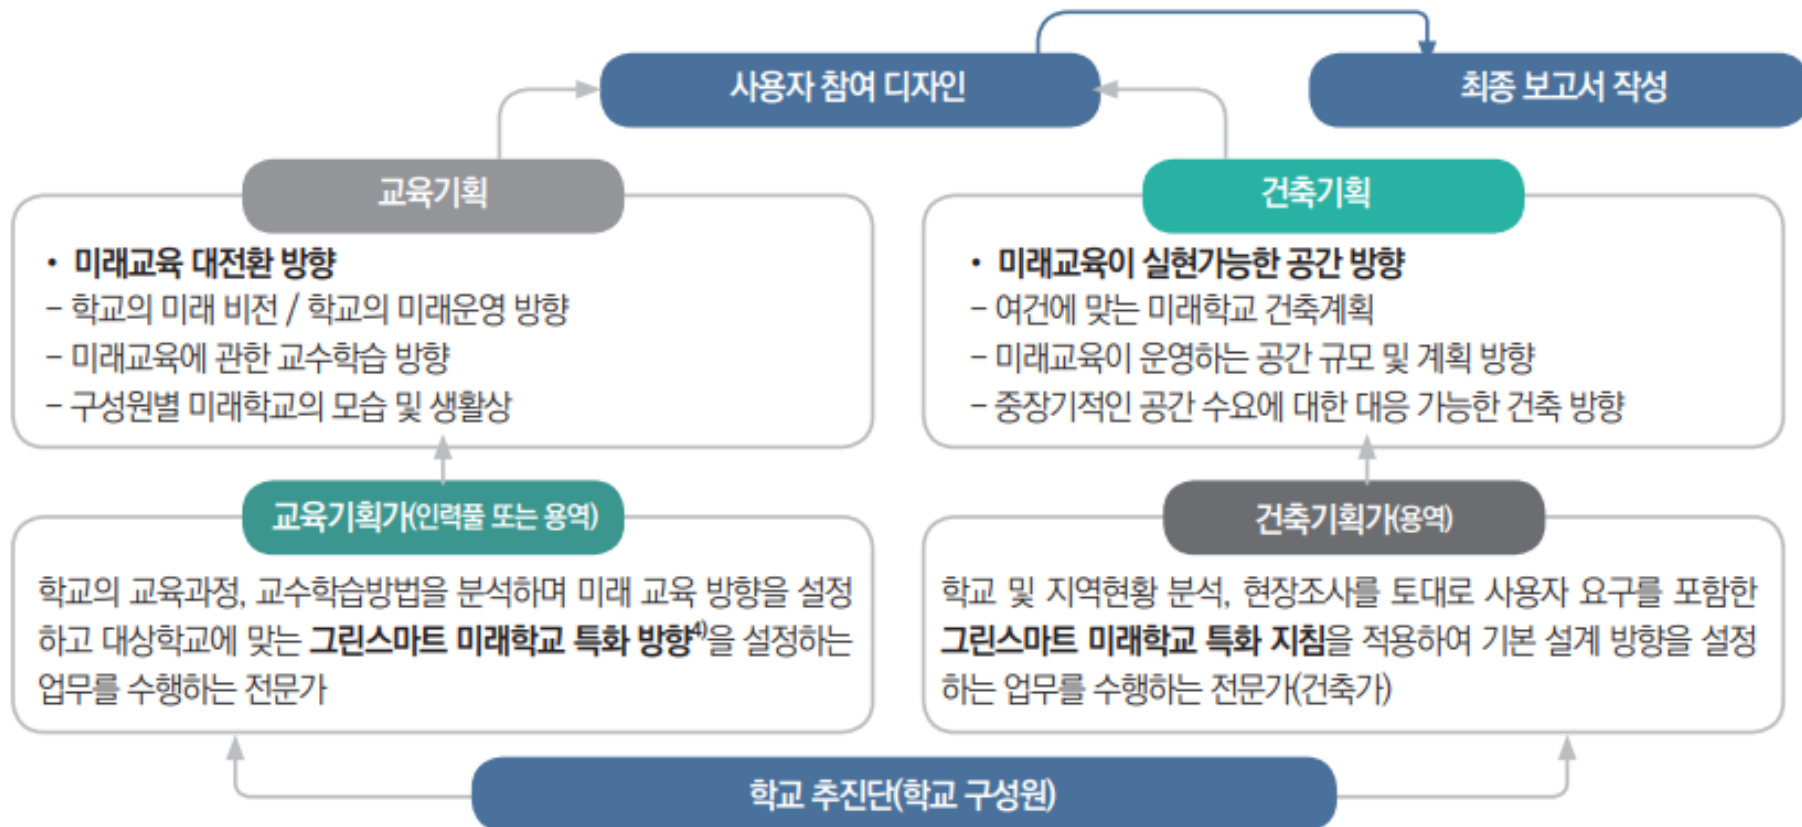 사용자 참여 디자인
최종 보고서 작성
교육기획
• 미래교육 대전환 방향
– 학교의 미래 비전 / 학교의 미래운영 방향
– 미래교육에 관한 교수학습 방향
– 구성원별 미래학교의 모습 및 생활상
건축기획
• 미래교육이 실현가능한 공간 방향
– 여건에 맞는 미래학교 건축계획
– 미래교육이 운영하는 공간 규모 및 계획 방향
– 중장기적인 공간 수요에 대한 대응 가능한 건축 방향
교육기획가(인력풀 또는 용역)
학교의 교육과정, 교수학습방법을 분석하며 미래 교육 방향을 설정
하고 대상학교에 맞는 그린스마트 미래학교 특화 방향4)을 설정하는
업무를 수행하는 전문가
건축기획가(용역)
학교 및 지역현황 분석, 현장조사를 토대로 사용자 요구를 포함한
그린스마트 미래학교 특화 지침을 적용하여 기본 설계 방향을 설정
하는 업무를 수행하는 전문가(건축가)
학교 추진단(학교 구성원)